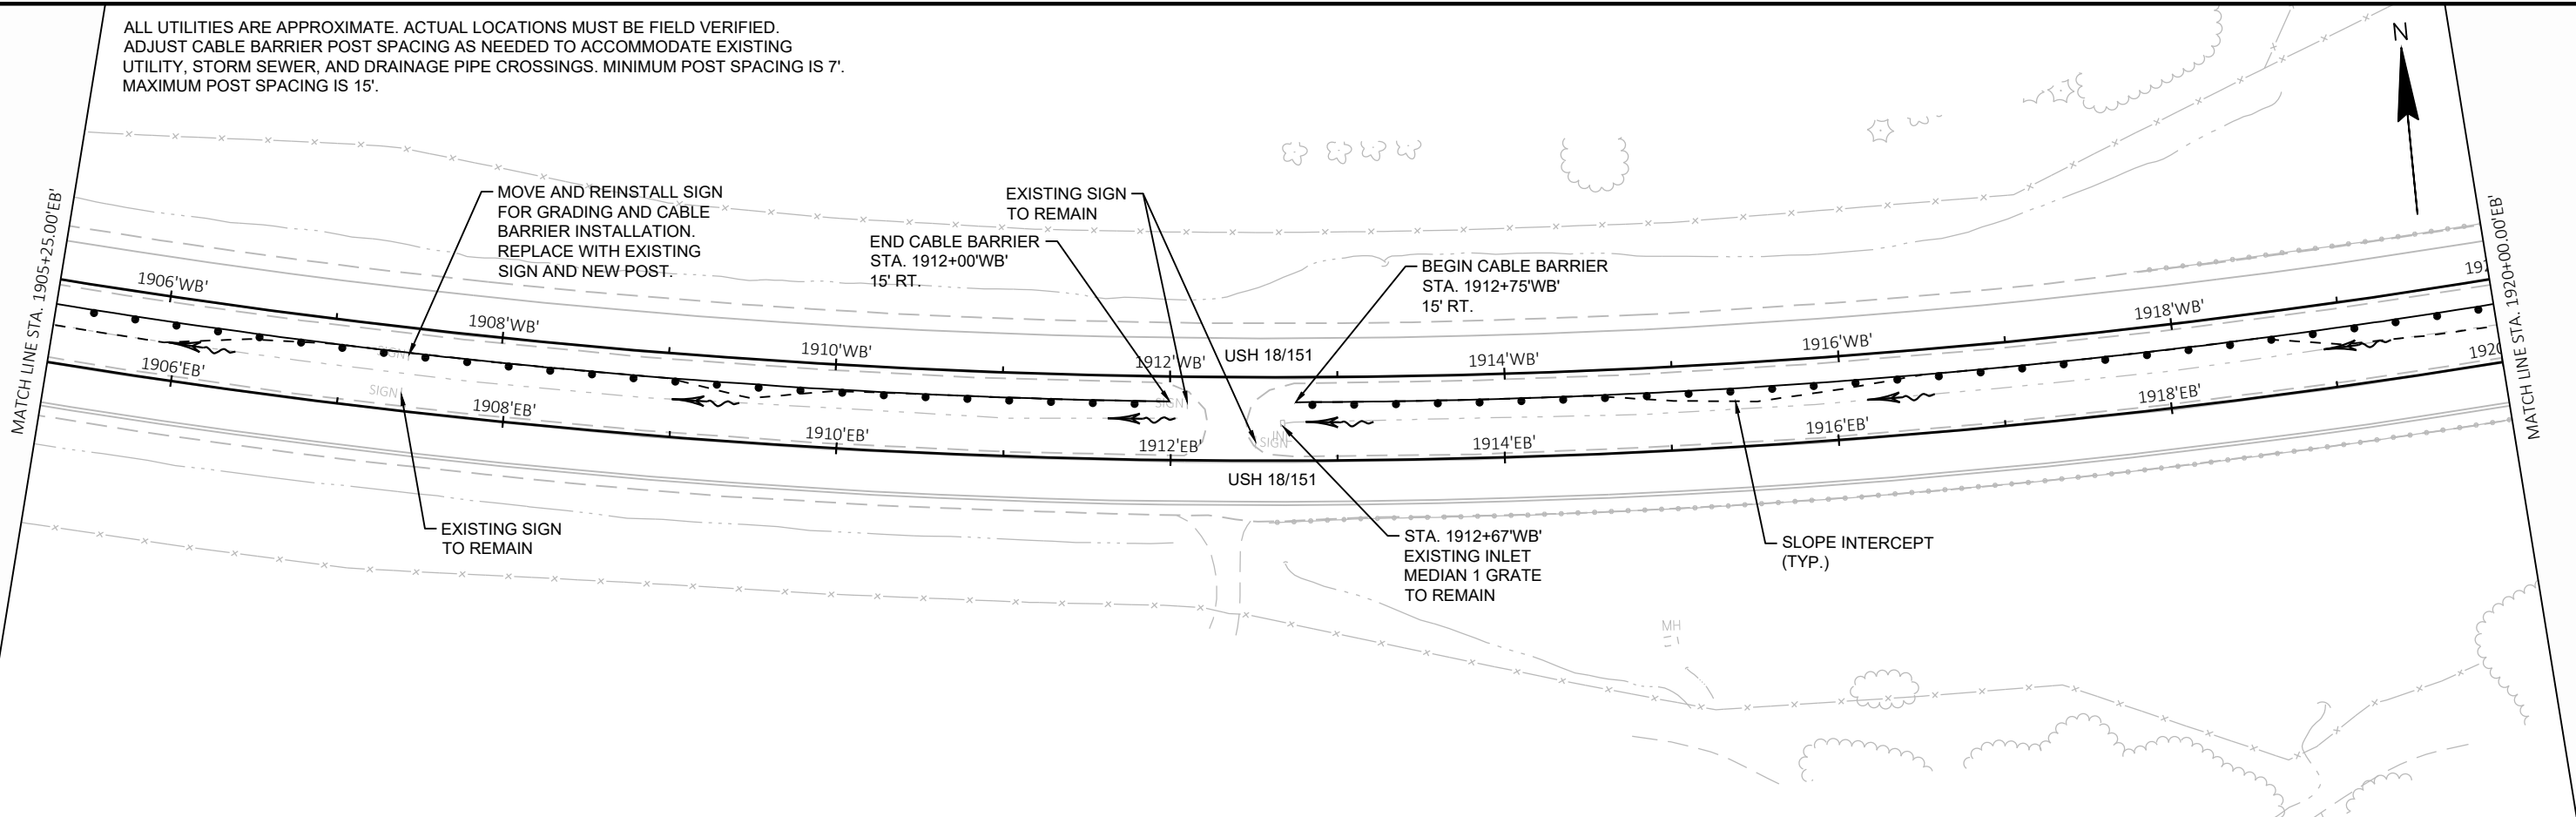 ALL UTILITIES ARE APPROXIMATE. ACTUAL LOCATIONS MUST BE FIELD VERIFIED.
ADJUST CABLE BARRIER POST SPACING AS NEEDED TO ACCOMMODATE EXISTING
UTILITY, STORM SEWER, AND DRAINAGE PIPE CROSSINGS. MINIMUM POST SPACING IS 7'.
MAXIMUM POST SPACING IS 15'.
N
MATCH LINE STA. 1905+25.00'EB'
MOVE AND REINSTALL SIGN
FOR GRADING AND CABLE
BARRIER INSTALLATION.
REPLACE WITH EXISTING
SIGN AND NEW POST.
EXISTING SIGN
TO REMAIN
END CABLE BARRIER
STA. 1912+00'WB'
15' RT.
BEGIN CABLE BARRIER
STA. 1912+75'WB'
15' RT.
MATCH LINE STA. 1920+00.00'EB'
1906'WB'
1908'WB'
1910'WB'
1912'WB'
USH 18/151
1914'WB'
1916'WB'
1918'WB'
192
SIGN
SIGN
SIGN
SIGN
IN
1906'EB'
1908'EB'
1910'EB'
1912'EB'
1914'EB'
1916'EB'
1918'EB'
1920
USH 18/151
EXISTING SIGN
TO REMAIN
STA. 1912+67'WB'
EXISTING INLET
MEDIAN 1 GRATE
TO REMAIN
SLOPE INTERCEPT
(TYP.)
MH